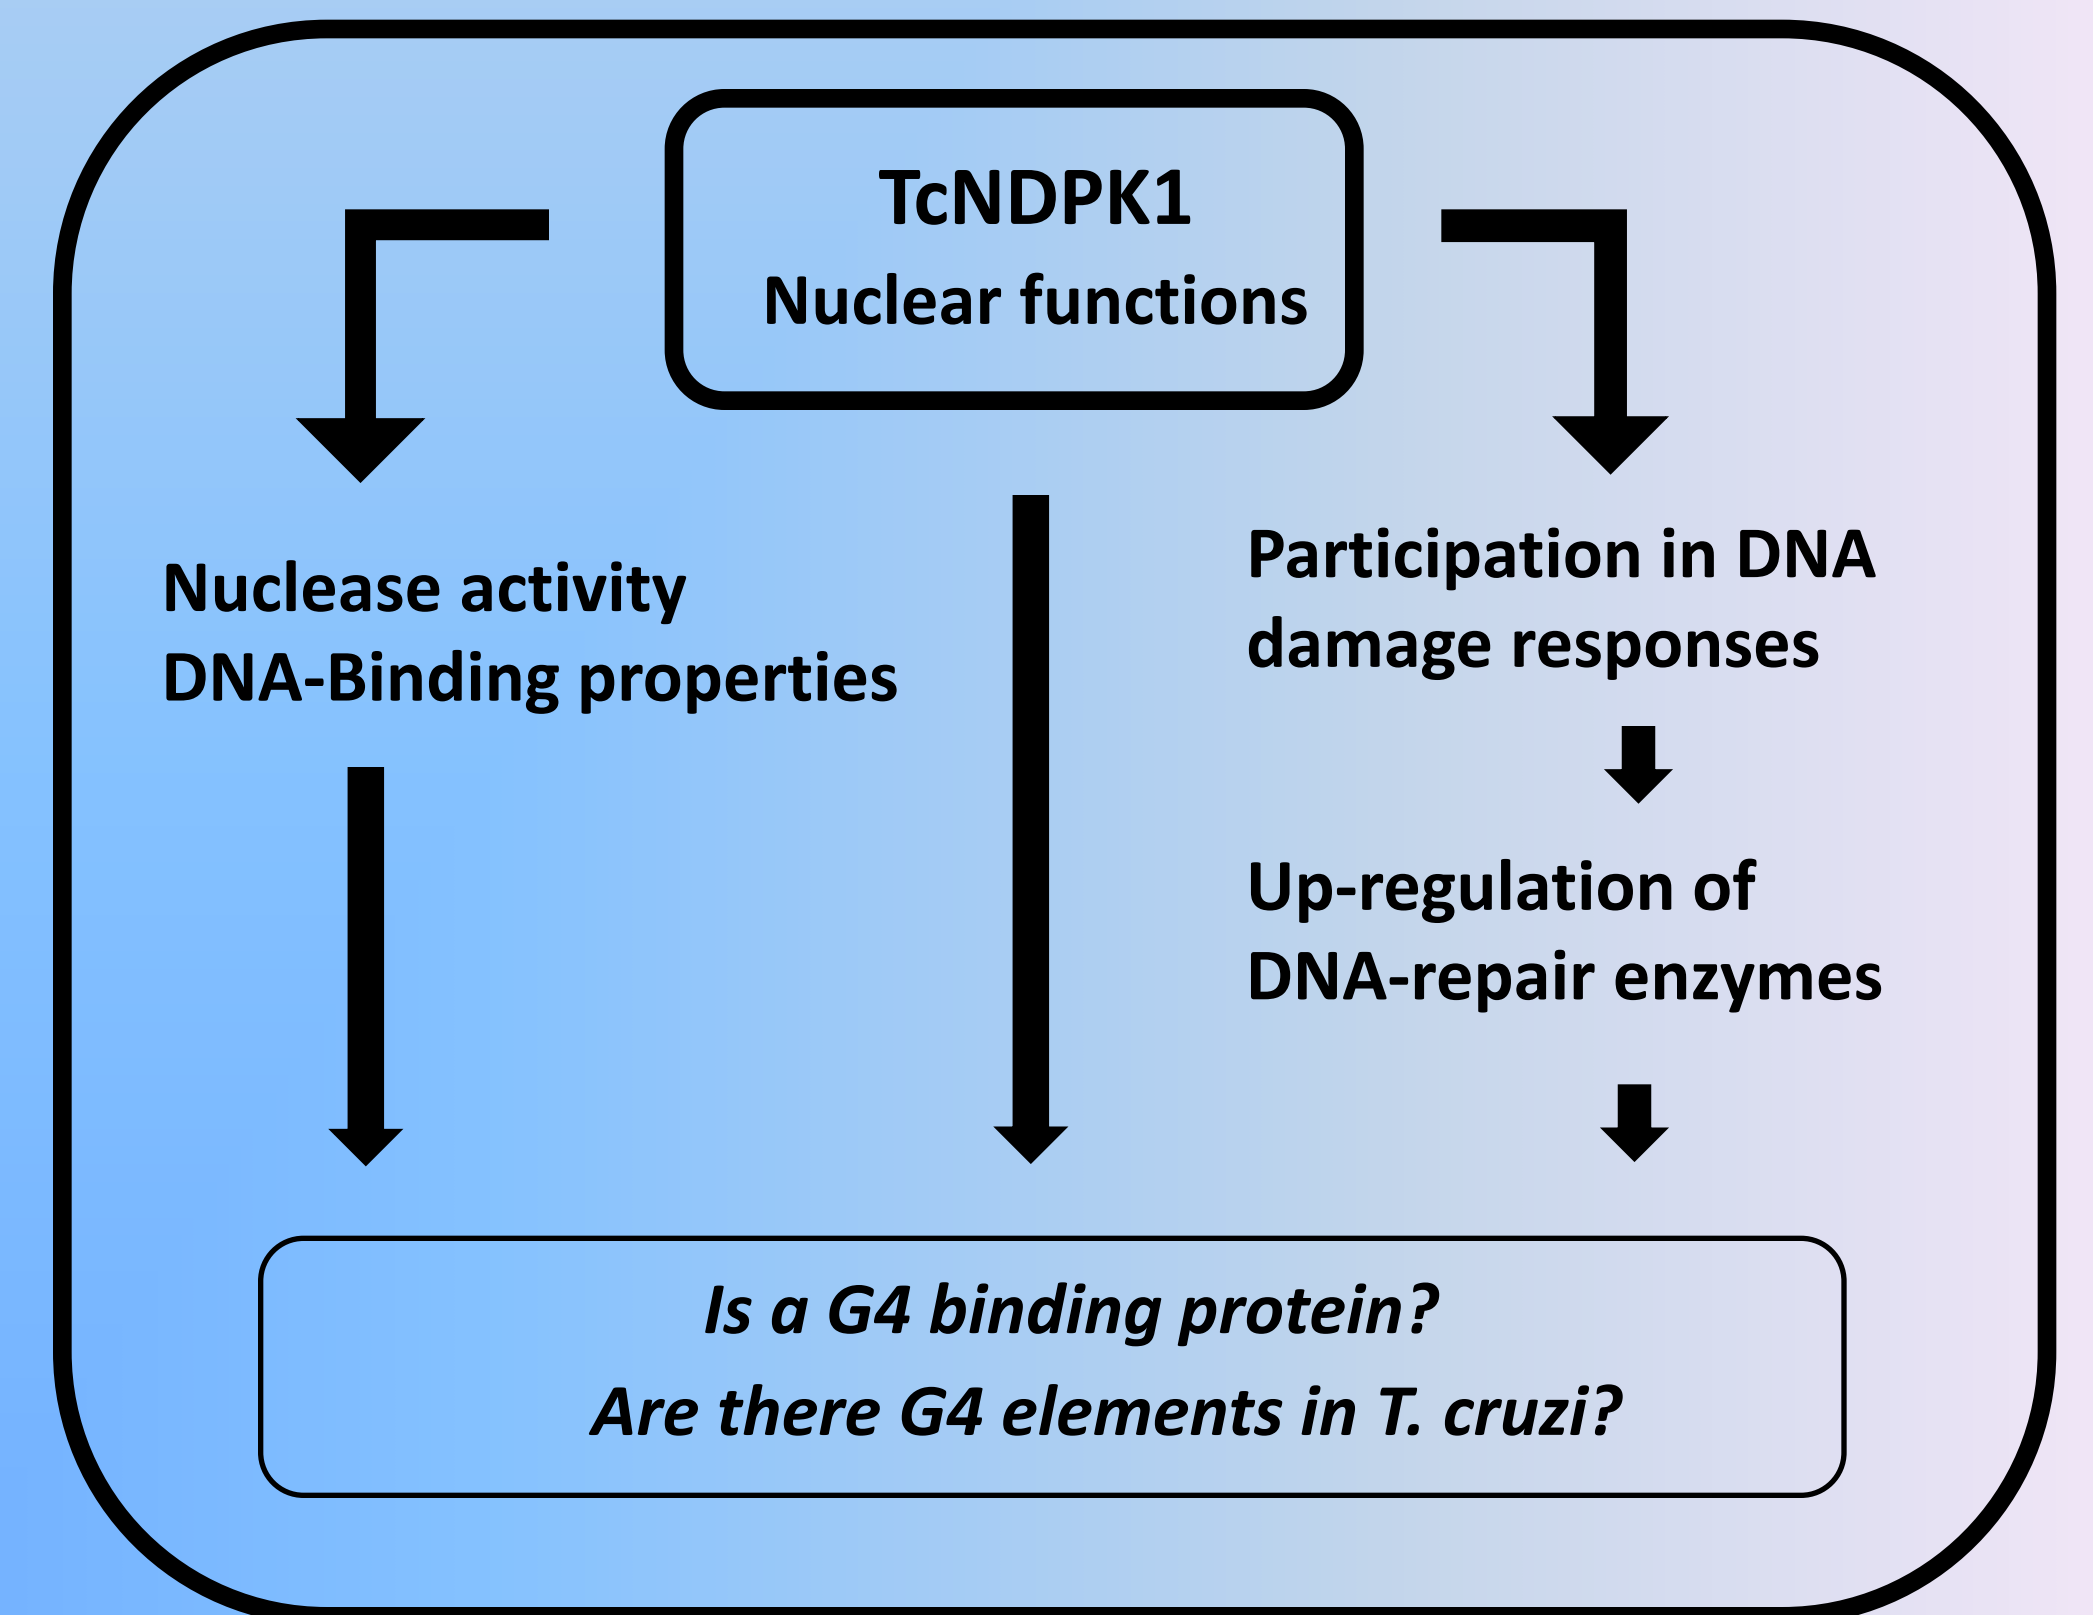 TcNDPK1
Nuclear functions
Nuclease activity
DNA-Binding properties
Participation in DNA
damage responses
Up-regulation of
DNA-repair enzymes
Is a G4 binding protein?
Are there G4 elements in T. cruzi?